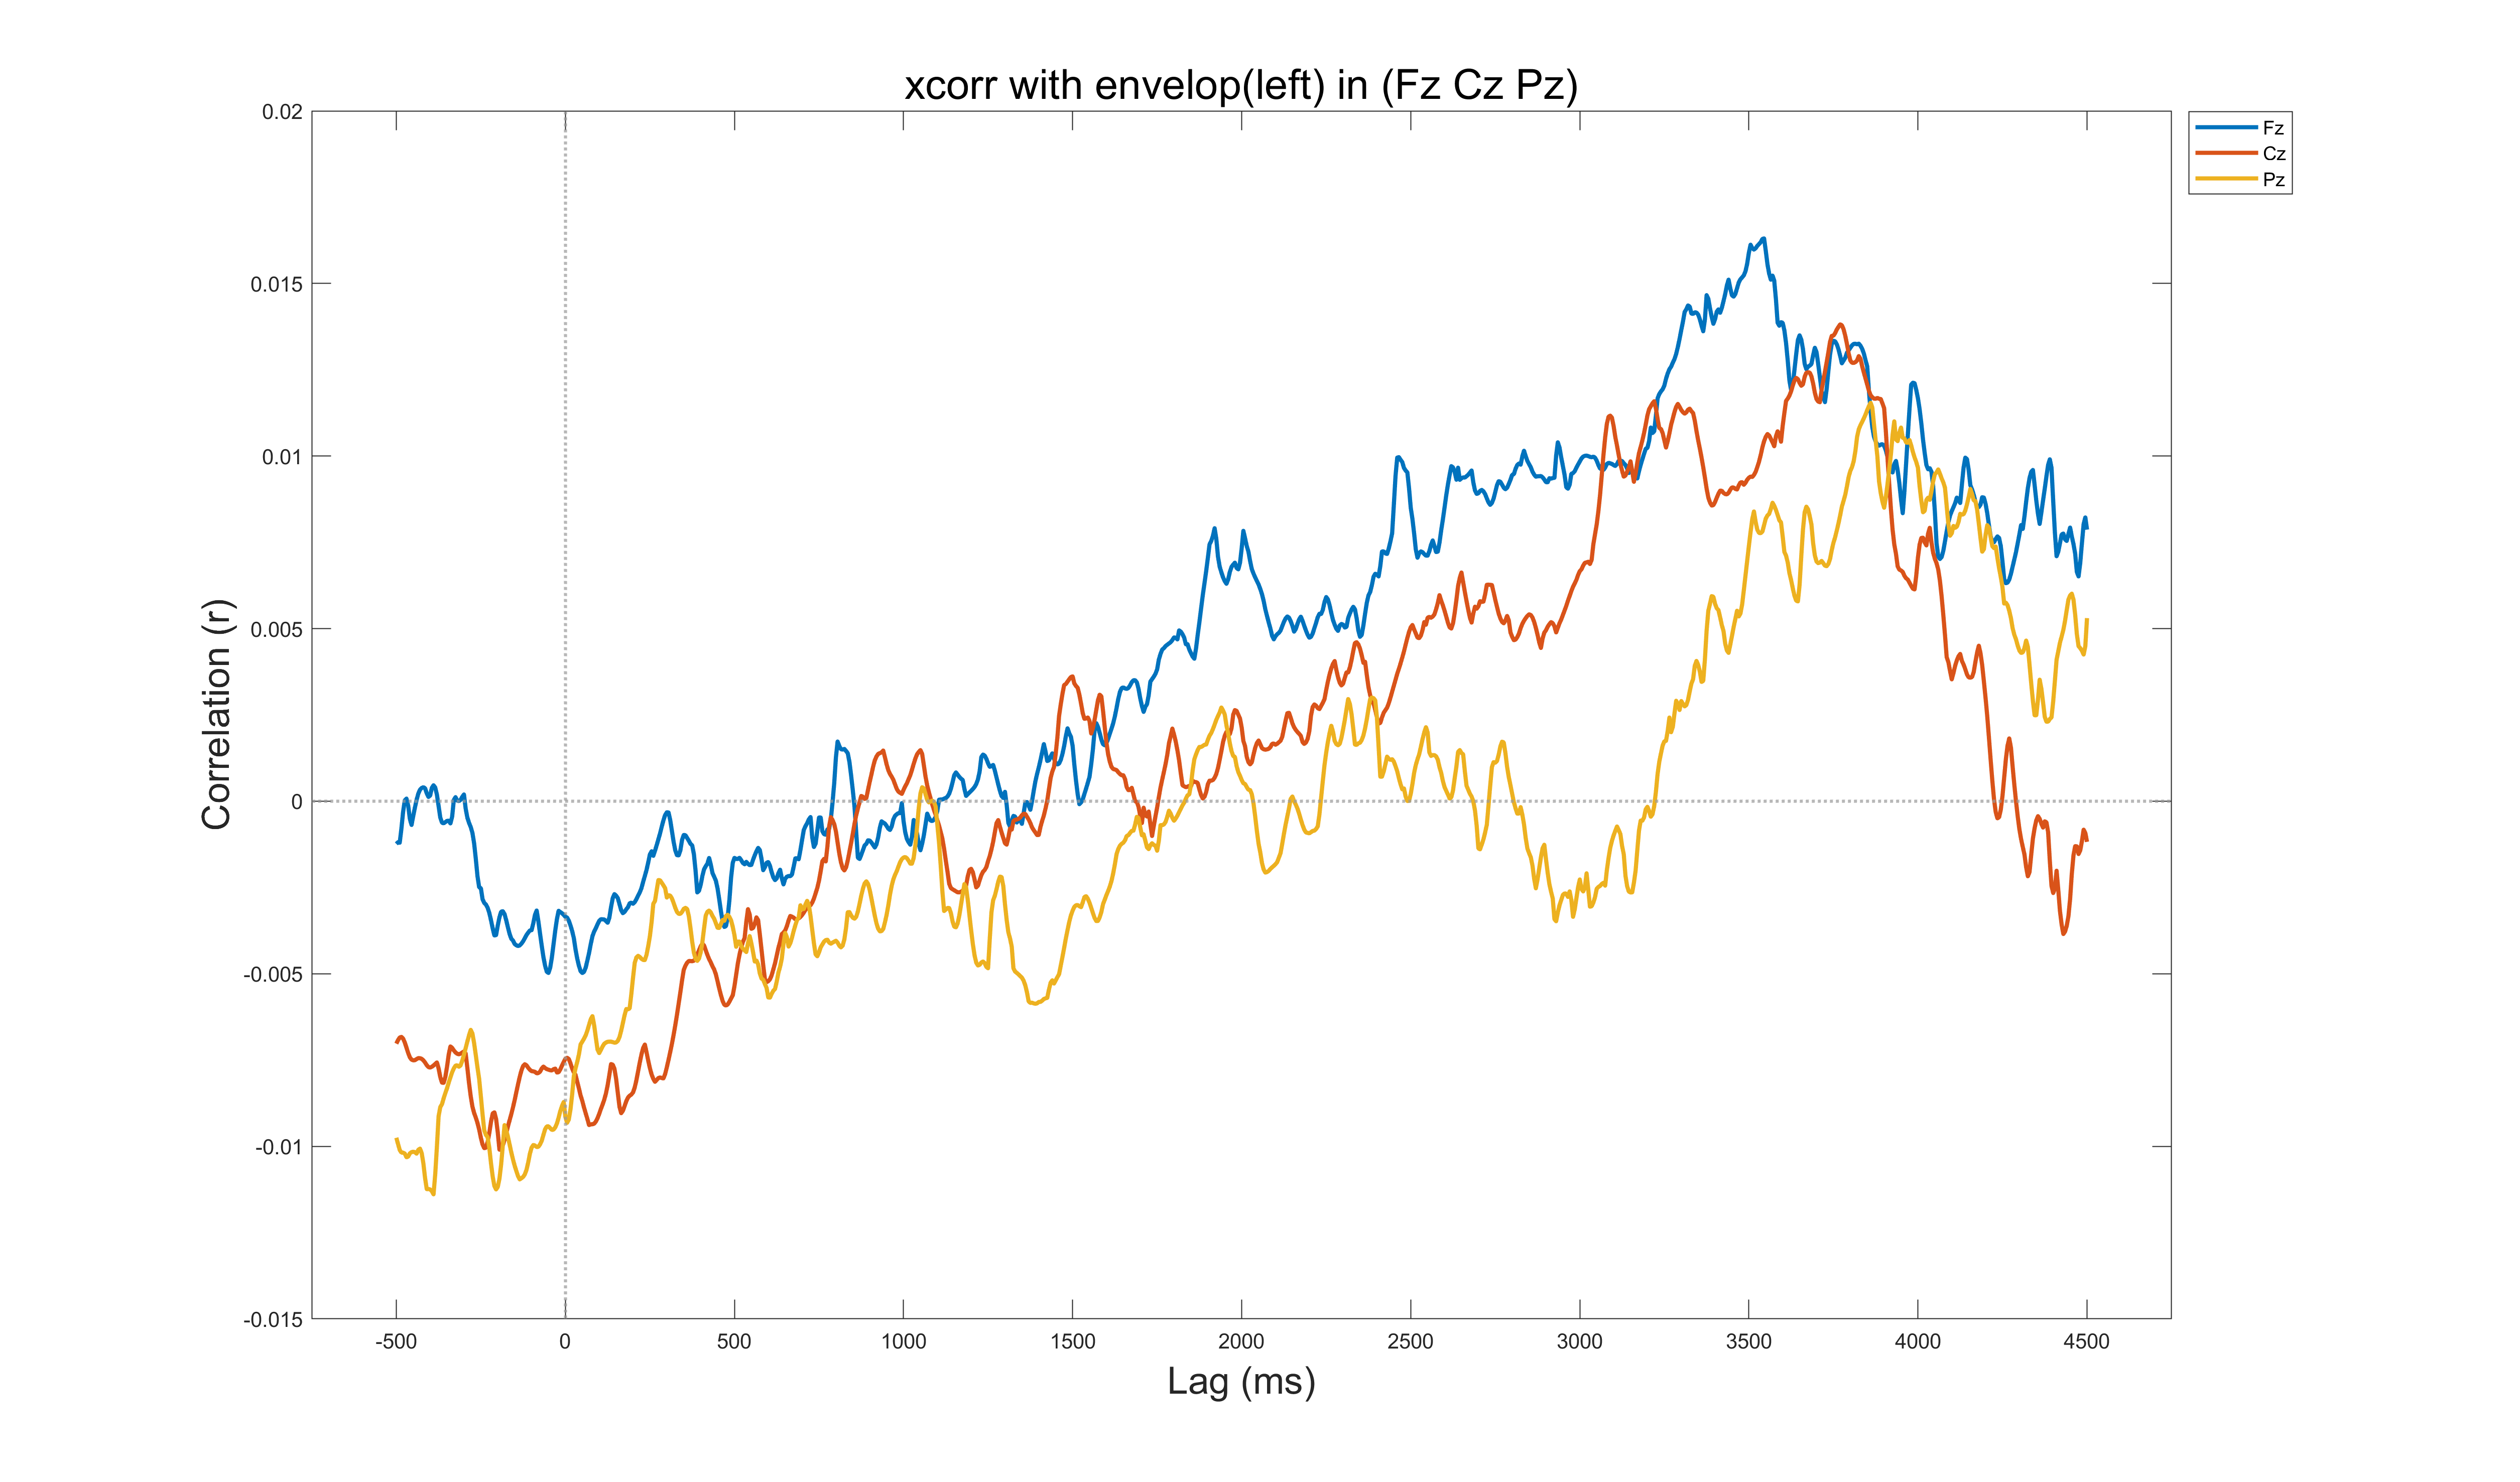 xcorr with envelop(left) in (Fz Cz Pz)
Fz
Cz
Pz
0.02
0.015
0.01
0.005
0
-0.005
-0.01
-0.015
Correlation (r)
-500 0 500 1000 1500 2000 2500 3000 3500 4000 4500
Lag (ms)